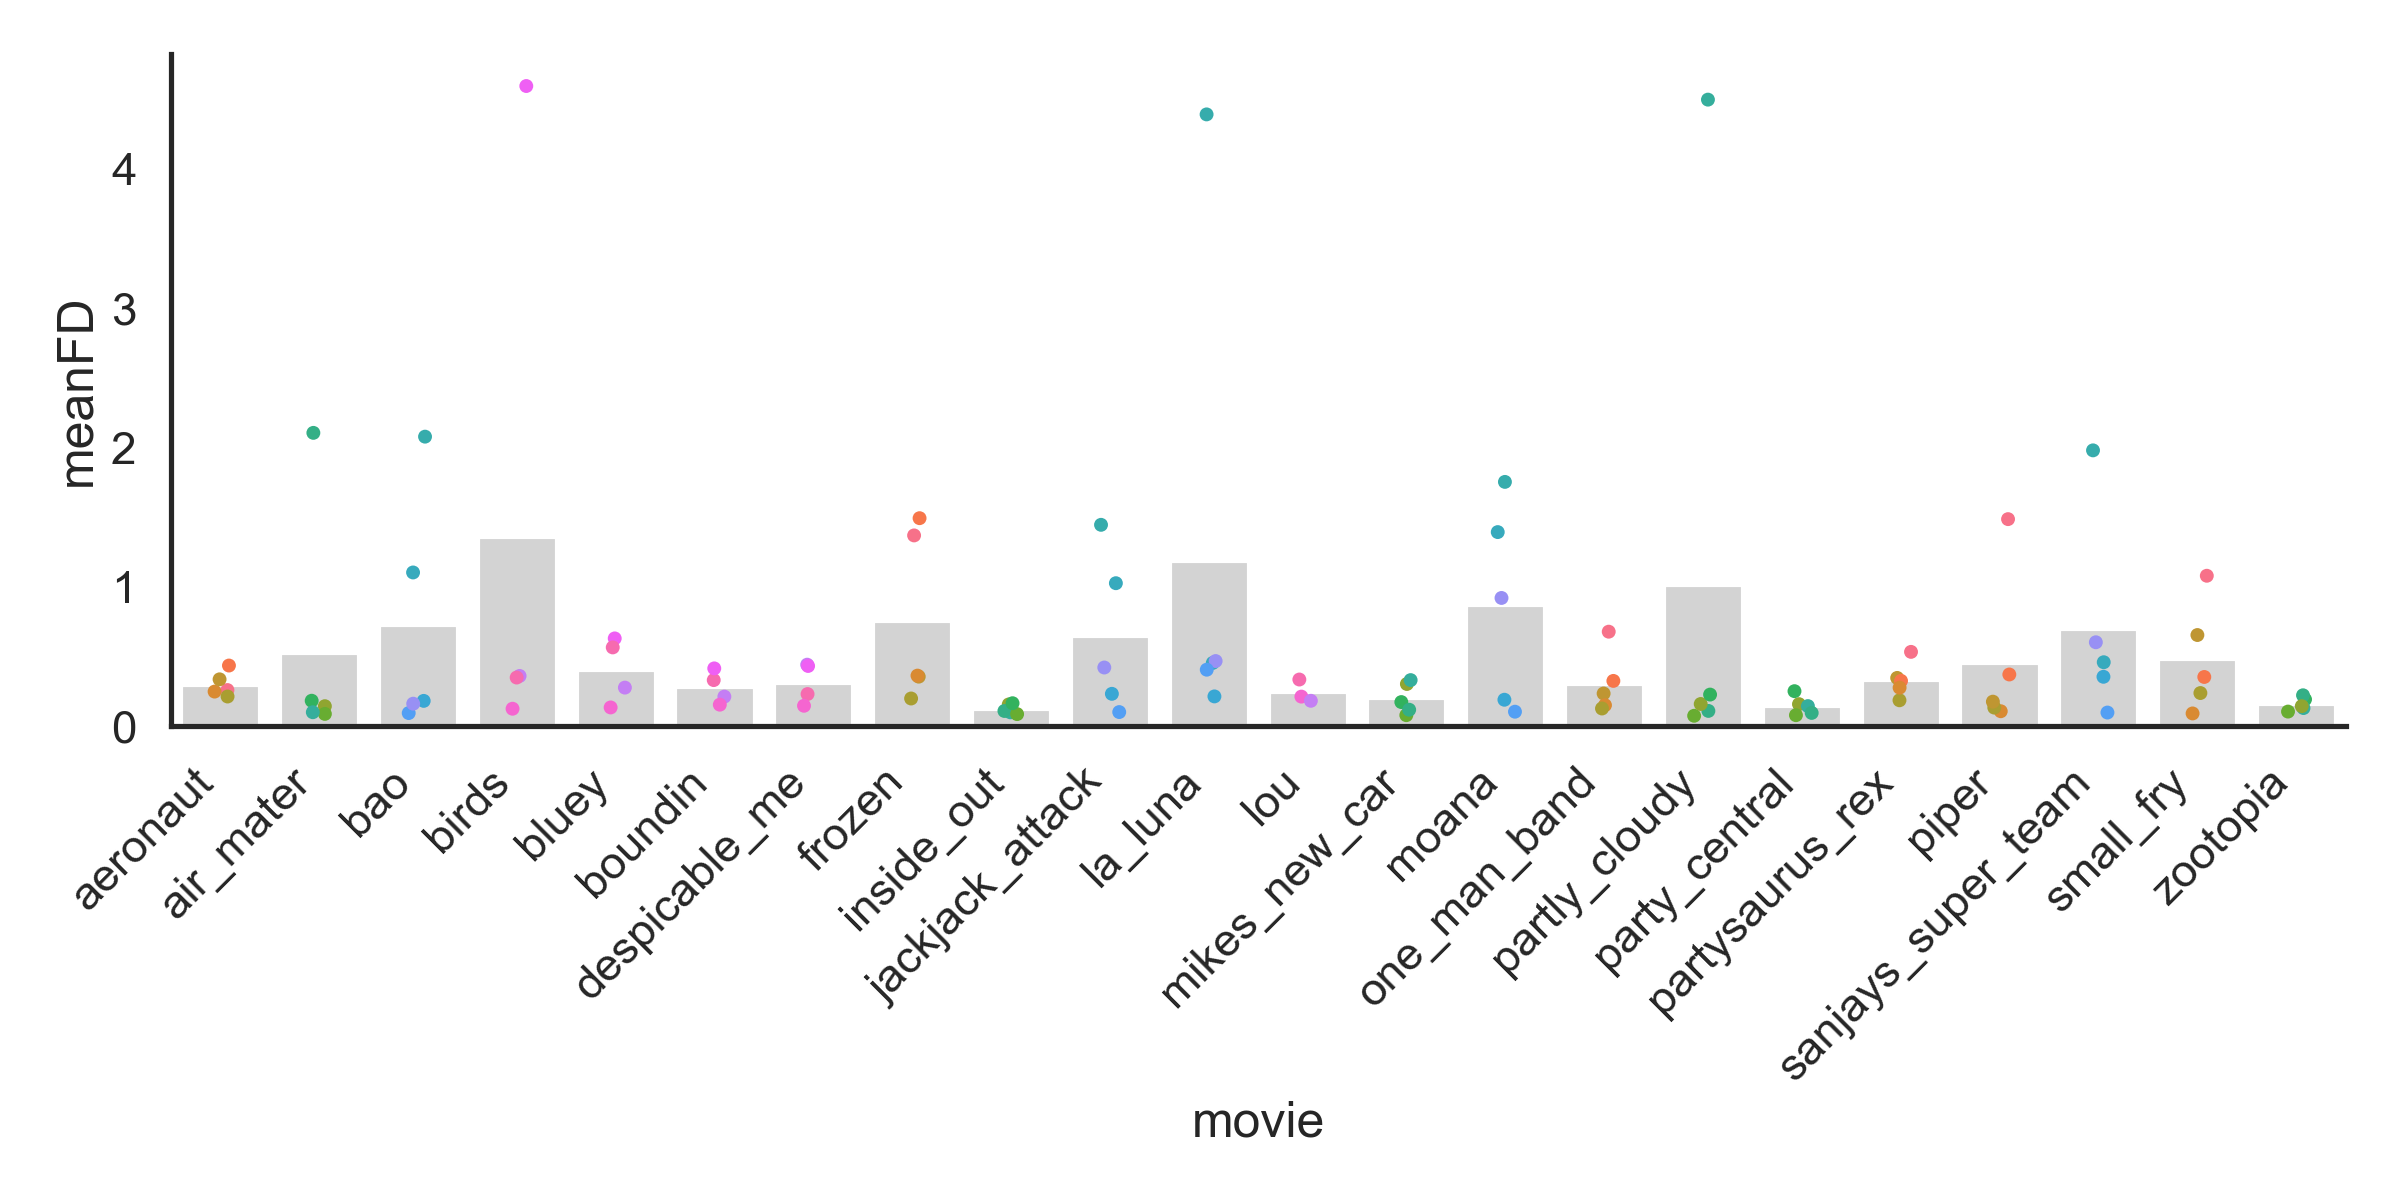 meanFD
4
3
2
1
0
aeronaut
air_mater
bao
birds
bluey
boundin
despicable_me
frozen
inside_out
jackjack_attack
la_luna
lou
mikes_new_car
moana
one_man_band
partly_cloudy
party_central
partysaurus_rex
piper
sanjays_super_team
small_fry
zootopia
movie